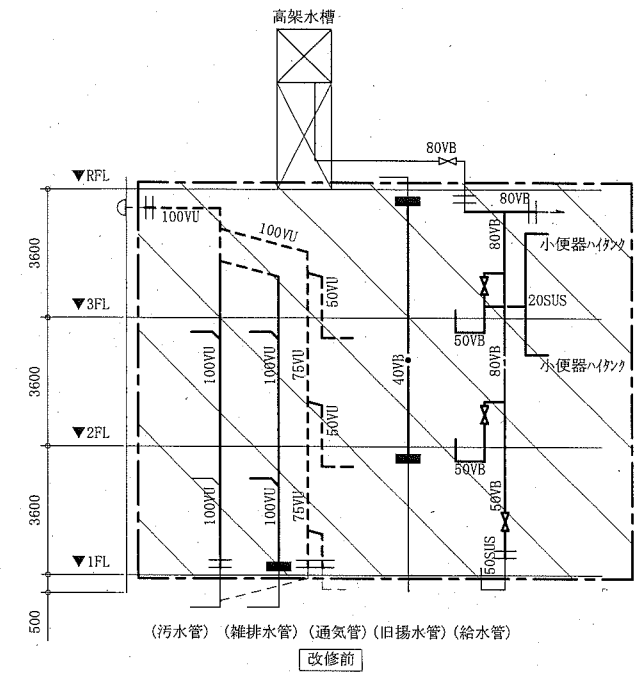 高架水槽
80VB
▼RFL
100VU
100VU
80VB
80VB
小便器ハイタンク
3600
50VU
20SUS
▼3FL
50VB
100VU
100VU
75VU
40VB
80VB
小便器ハイタンク
3600
50VU
▼2FL
50VB
100VU
100VU
75VU
50VB
3600
▼1FL
50SUS
500
(汚水管) (雑排水管) (通気管) (旧揚水管) (給水管)
改修前